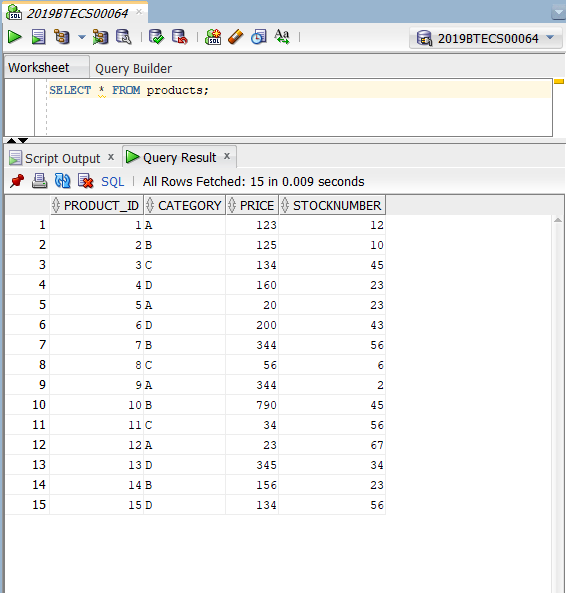 2019BTECS00064 ×
SQL
Aa
2019BTECS00064
Worksheet Query Builder
SELECT * FROM products;
Script Output x Query Result x
SQL | All Rows Fetched: 15 in 0.009 seconds
PRODUCT_ID CATEGORY PRICE STOCKNUMBER
1 1 A 123 12
2 2 B 125 10
3 3 C 134 45
4 4 D 160 23
5 5 A 20 23
6 6 D 200 43
7 7 B 344 56
8 8 C 56 6
9 9 A 344 2
10 10 B 790 45
11 11 C 34 56
12 12 A 23 67
13 13 D 345 34
14 14 B 156 23
15 15 D 134 56